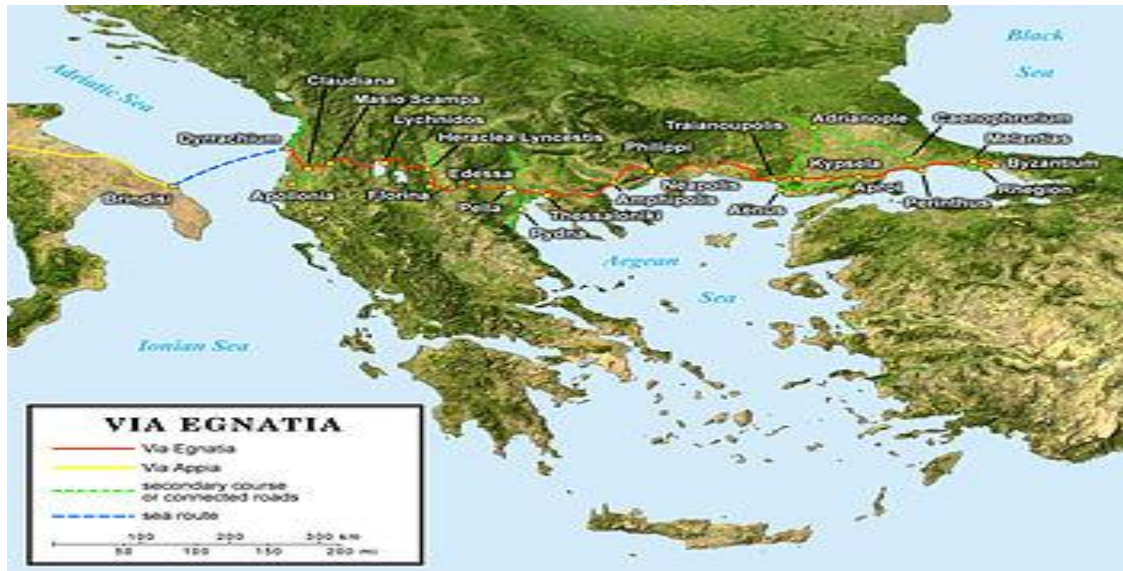 Black
Sea
Adriatic Sea
Claudiana
Masio Scampa
Lychnidos
Heraclea Lyncestis
Dyrrachium
Traianoupolis
Adrianople
Caenophrurium
Melantias
Philippi
Edessa
Kypsela
Byzantium
Brindisi
Apollonia
Florina
Pella
Neapolis
Amphipolis
Thessaloniki
Pydna
Aenus
Aproi
Perinthus
Rhegion
Aegean
Sea
Ionian Sea
VIA EGNATIA
Via Egnatia
Via Appia
secondary course
or connected roads
sea route
100 200 300 km
50 100 150 200 mi